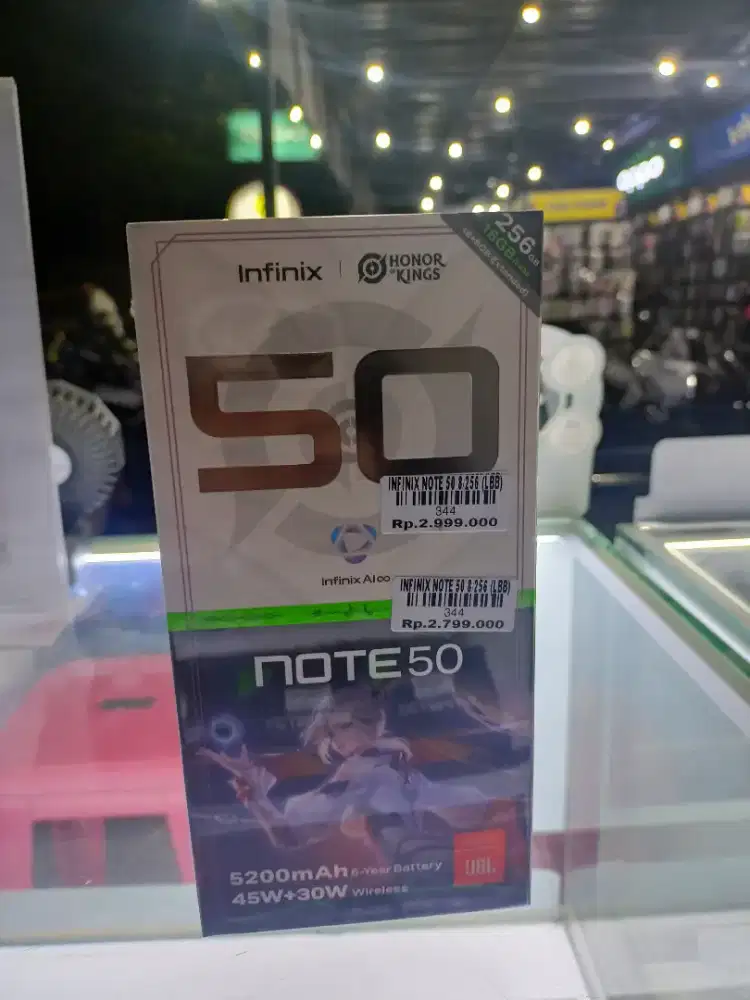 oppo
256GB
16GB
Infinix
HONOR
OF KINGS
50
INFINIX NOTE 50 8/256 (LBB)
344
Rp.2.999.000
Infinix AI∞
INFINIX NOTE 50 8/256 (LBB)
344
Rp.2.799.000
NOTE50
5200mAh 6-Year Battery
45W+30W Wireless
JBL